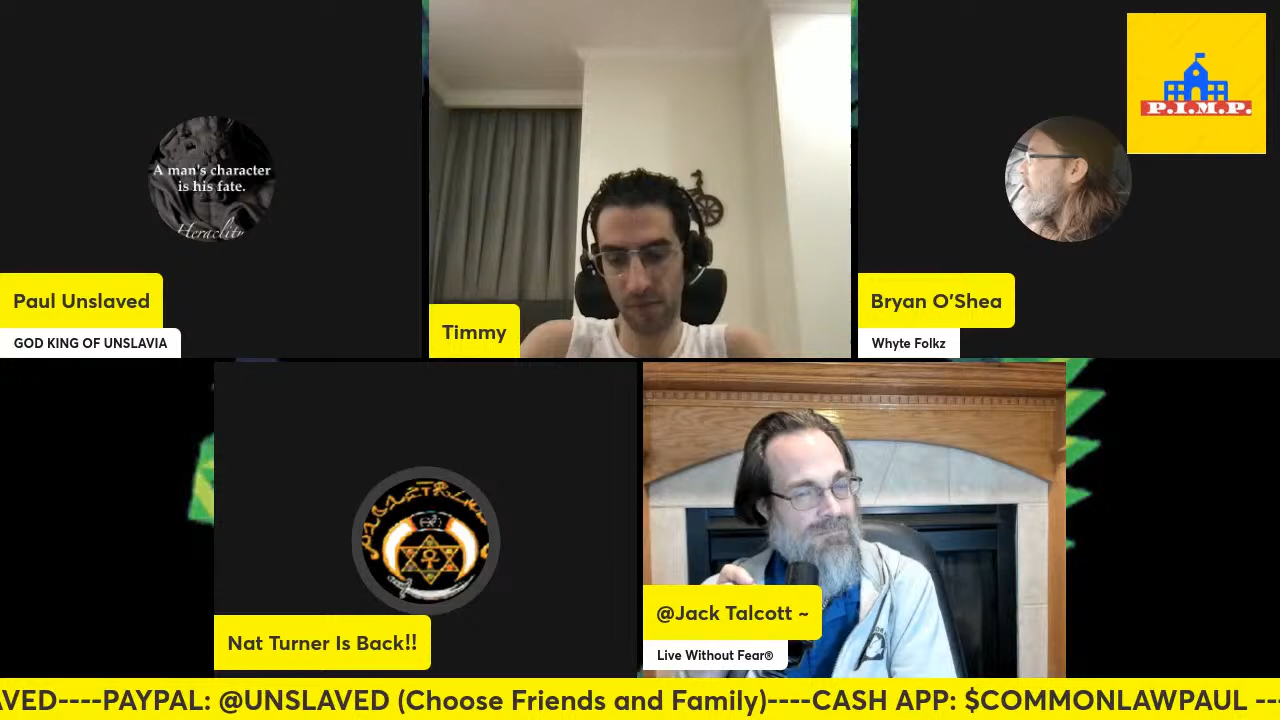 P.I.M.P.
A man's character
is his fate.
Paul Unslaved
GOD KING OF UNSLAVIA
Timmy
Bryan O'Shea
Whyte Folkz
Nat Turner Is Back!!
@Jack Talcott ~
Live Without Fear®
AVED----PAYPAL: @UNSLAVED (Choose Friends and Family)----CASH APP: $COMMONLAWPAUL --